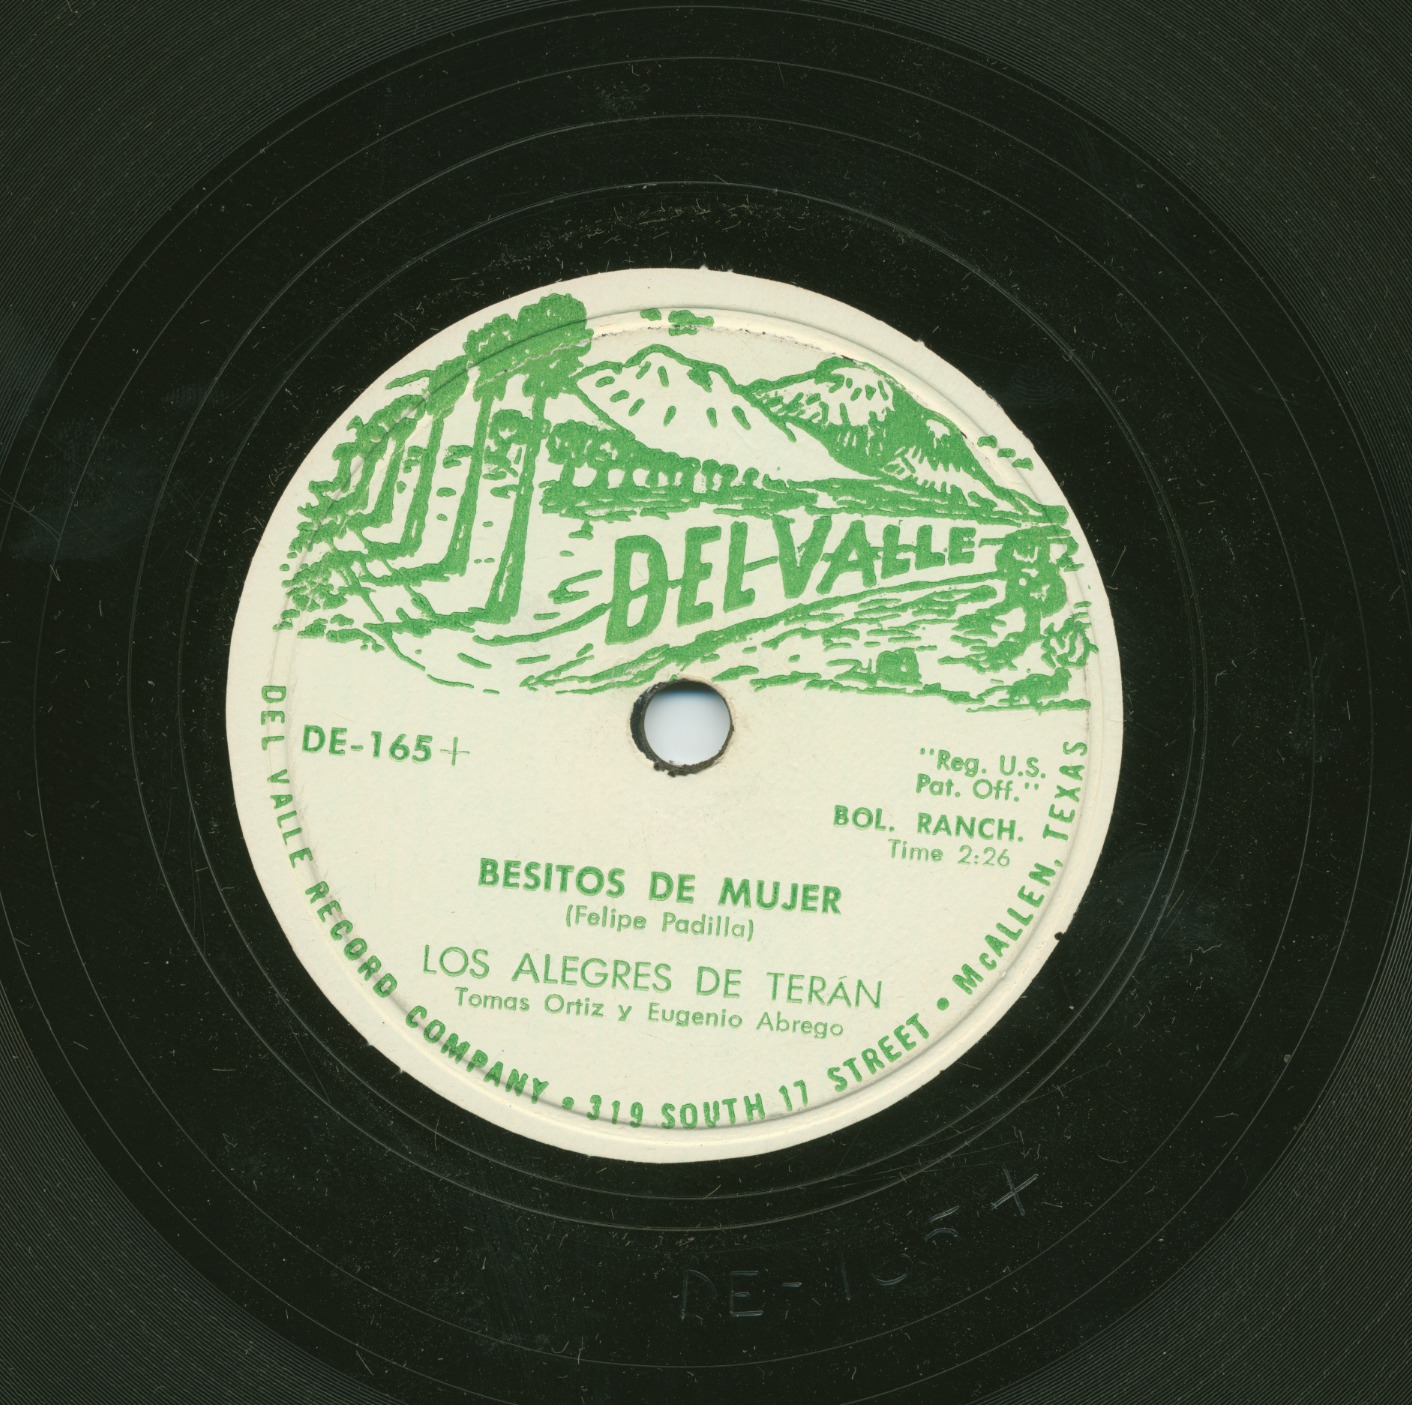 DEL VALLE
DE-165+
"Reg. U.S.
Pat. Off."
BOL. RANCH.
Time 2:26
BESITOS DE MUJER
(Felipe Padilla)
LOS ALEGRES DE TERÁN
Tomas Ortiz y Eugenio Abrego
DEL VALLE RECORD COMPANY • 319 SOUTH 17 STREET • McALLEN, TEXAS